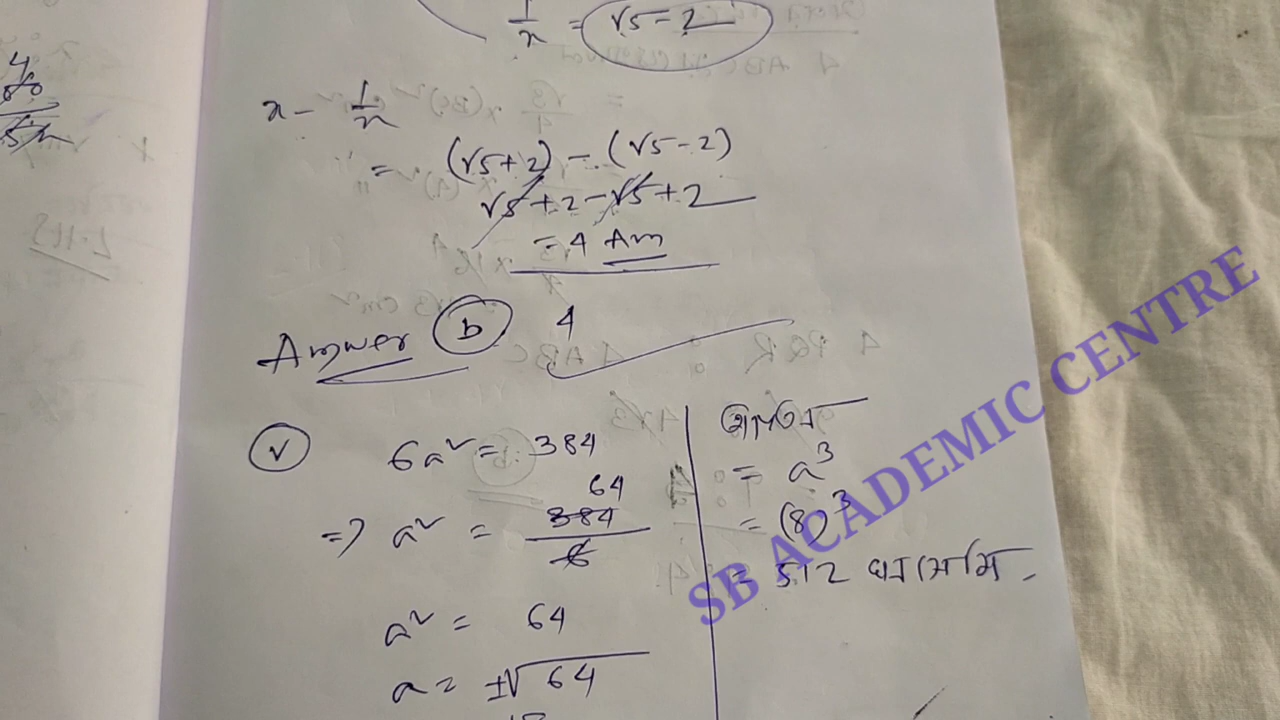 1/x = √5 - 2
x - 1/x
= (√5+2) - (√5-2)
√5+2-√5+2
= 4 Ans
Answer (b) 4
(v) 6a² = 384
⇒ a² = 384/6 64
a² = 64
a = ±√64
আয়তন
= a³
= (8)³
= 512 ঘন সেমি.
SB ACADEMIC CENTRE